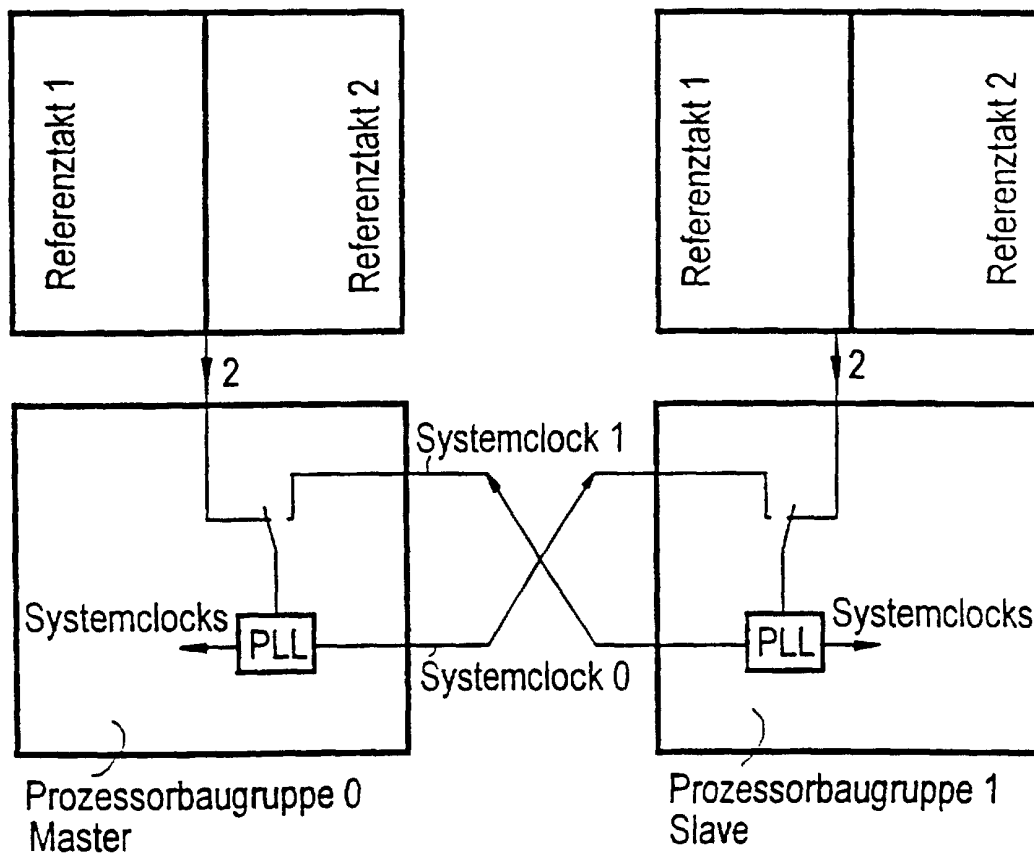 Referenztakt 1
Referenztakt 2
Referenztakt 1
Referenztakt 2
2
2
Systemclock 1
Systemclocks
PLL
Systemclock 0
PLL
Systemclocks
Prozessorbaugruppe 0
Master
Prozessorbaugruppe 1
Slave